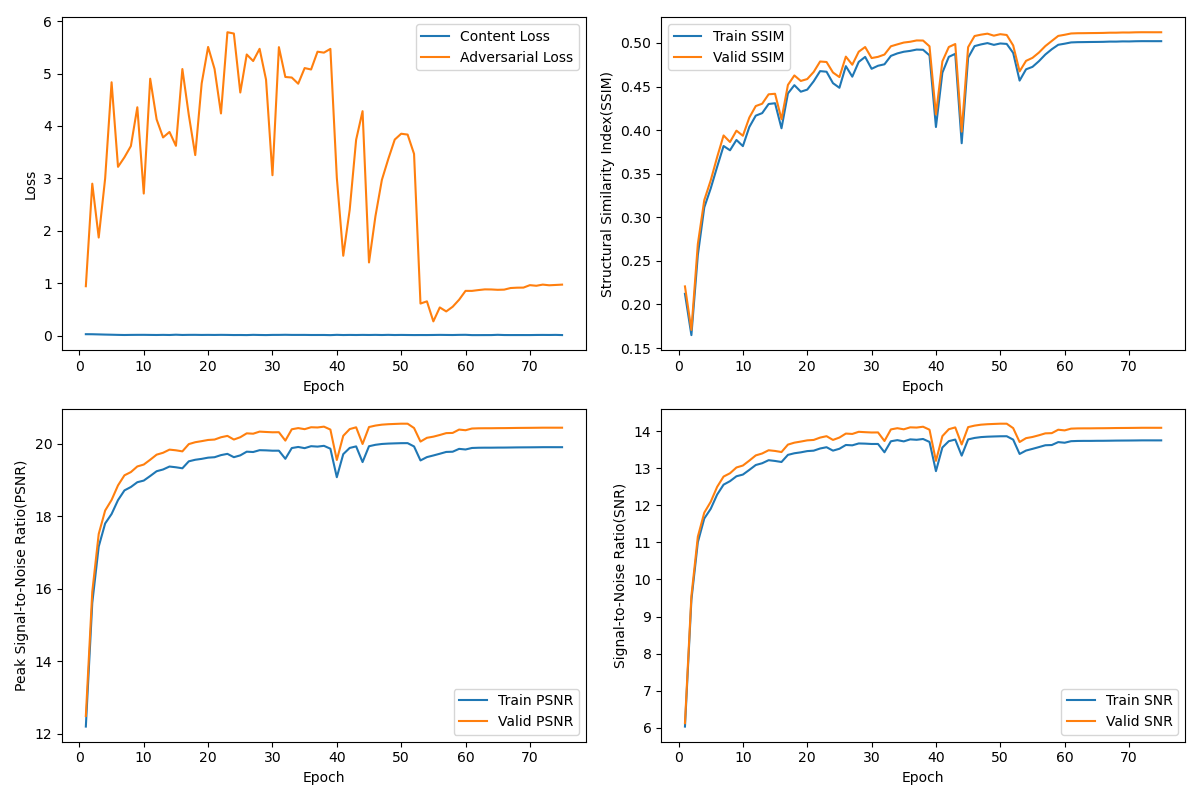 6
5
4
3
2
1
0
Loss
Content Loss
Adversarial Loss
0 10 20 30 40 50 60 70
Epoch
0.50
0.45
0.40
0.35
0.30
0.25
0.20
0.15
Structural Similarity Index(SSIM)
Train SSIM
Valid SSIM
0 10 20 30 40 50 60 70
Epoch
20
18
16
14
12
Peak Signal-to-Noise Ratio(PSNR)
Train PSNR
Valid PSNR
0 10 20 30 40 50 60 70
Epoch
14
13
12
11
10
9
8
7
6
Signal-to-Noise Ratio(SNR)
Train SNR
Valid SNR
0 10 20 30 40 50 60 70
Epoch